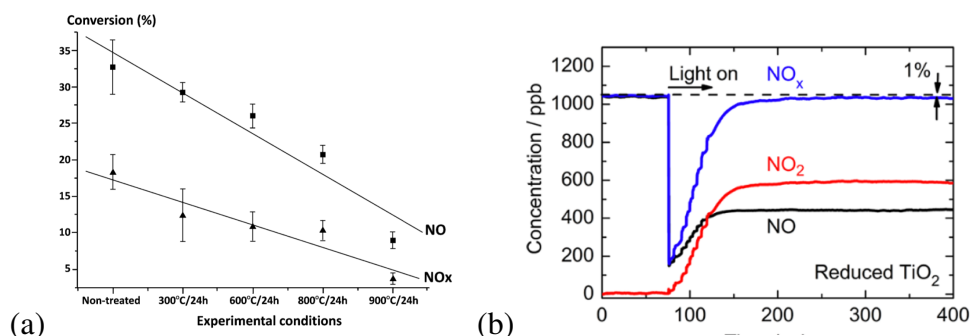 Conversion (%)
35
30
25
20
15
10
5
NO
NOx
Non-treated 300°C/24h 600°C/24h 800°C/24h 900°C/24h
Experimental conditions
(a)
1200
1000
800
600
400
200
0
Concentration / ppb
Light on
NOx
1%
NO2
NO
Reduced TiO2
0 100 200 300 400
(b)